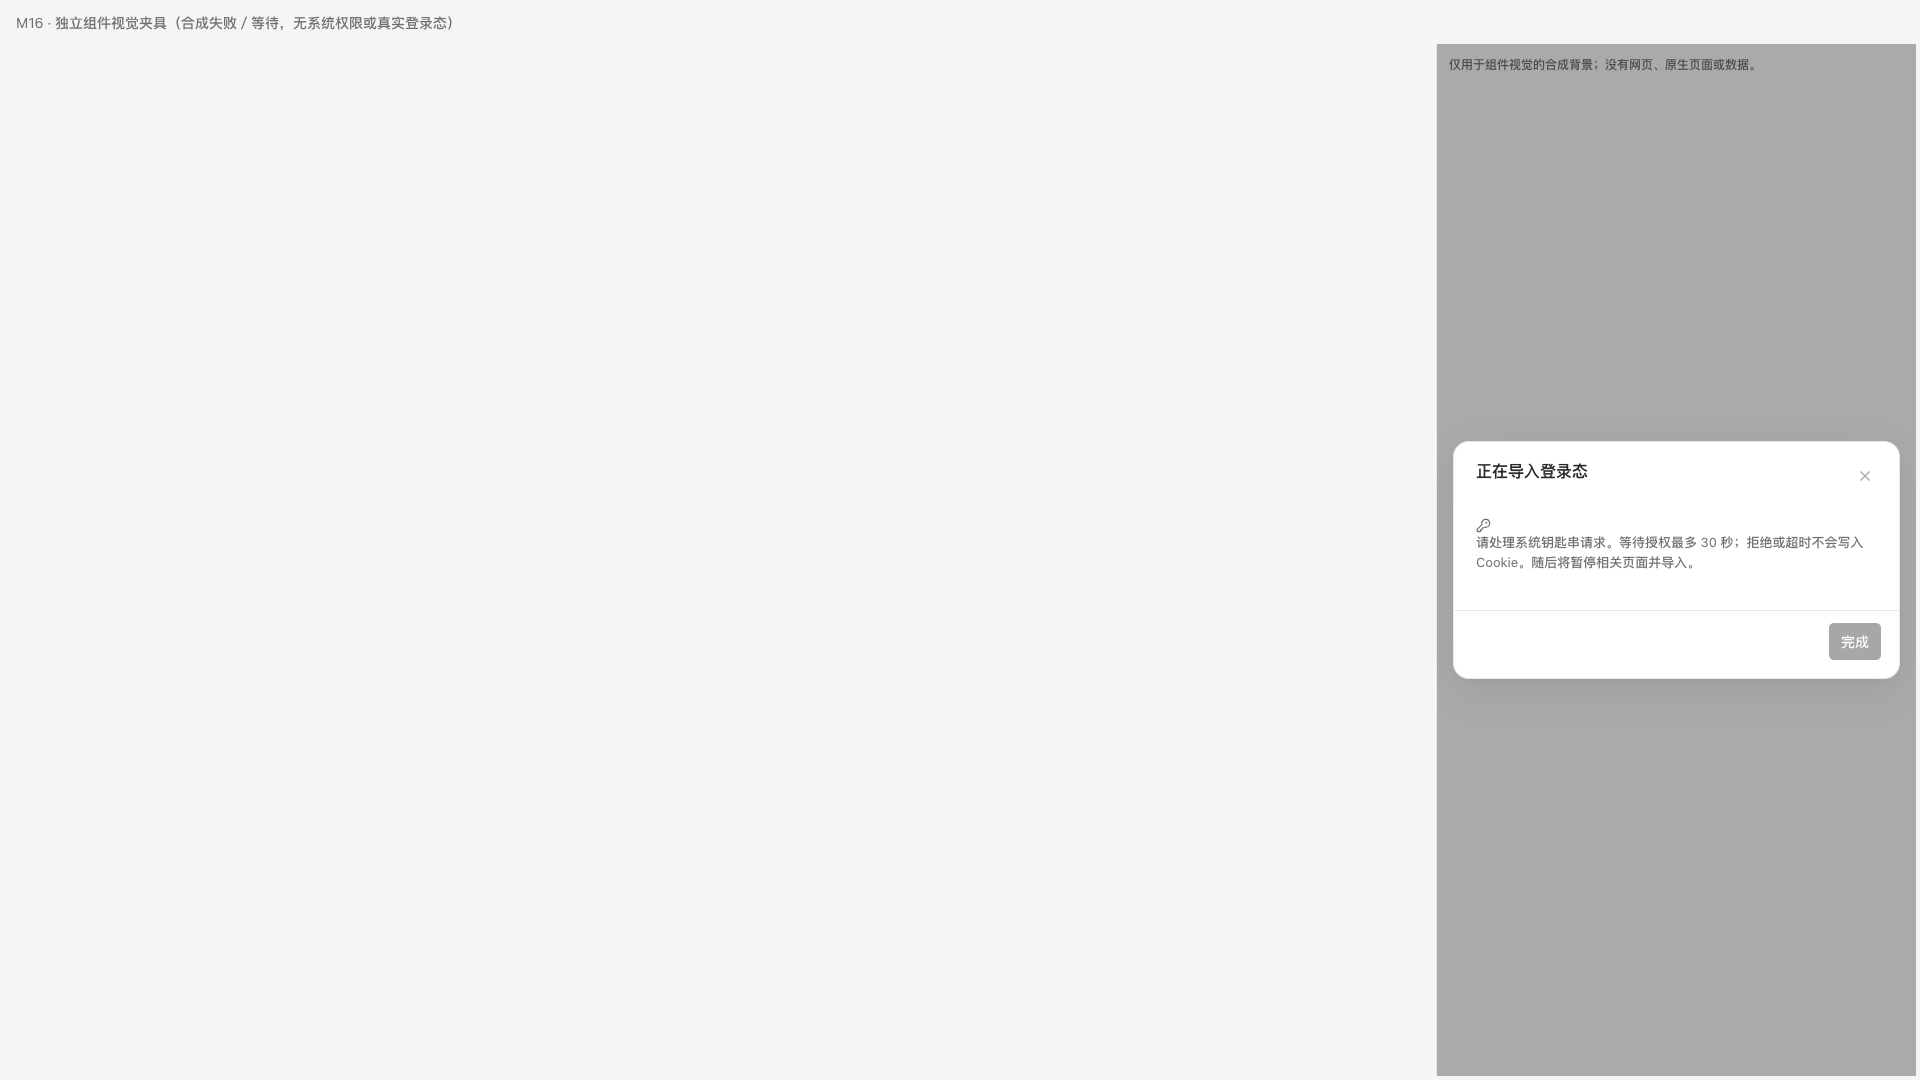 M16 · 独立组件视觉夹具（合成失败 / 等待，无系统权限或真实登录态）
仅用于组件视觉的合成背景；没有网页、原生页面或数据。
正在导入登录态
请处理系统钥匙串请求。等待授权最多 30 秒；拒绝或超时不会写入
Cookie。随后将暂停相关页面并导入。
完成